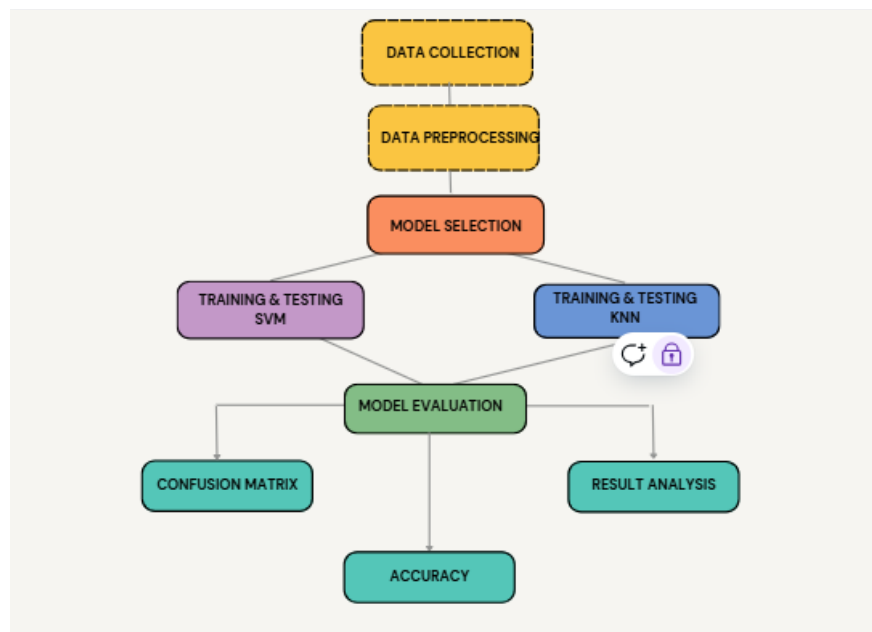 DATA COLLECTION
DATA PREPROCESSING
MODEL SELECTION
TRAINING & TESTING
SVM
TRAINING & TESTING
KNN
MODEL EVALUATION
CONFUSION MATRIX
RESULT ANALYSIS
ACCURACY